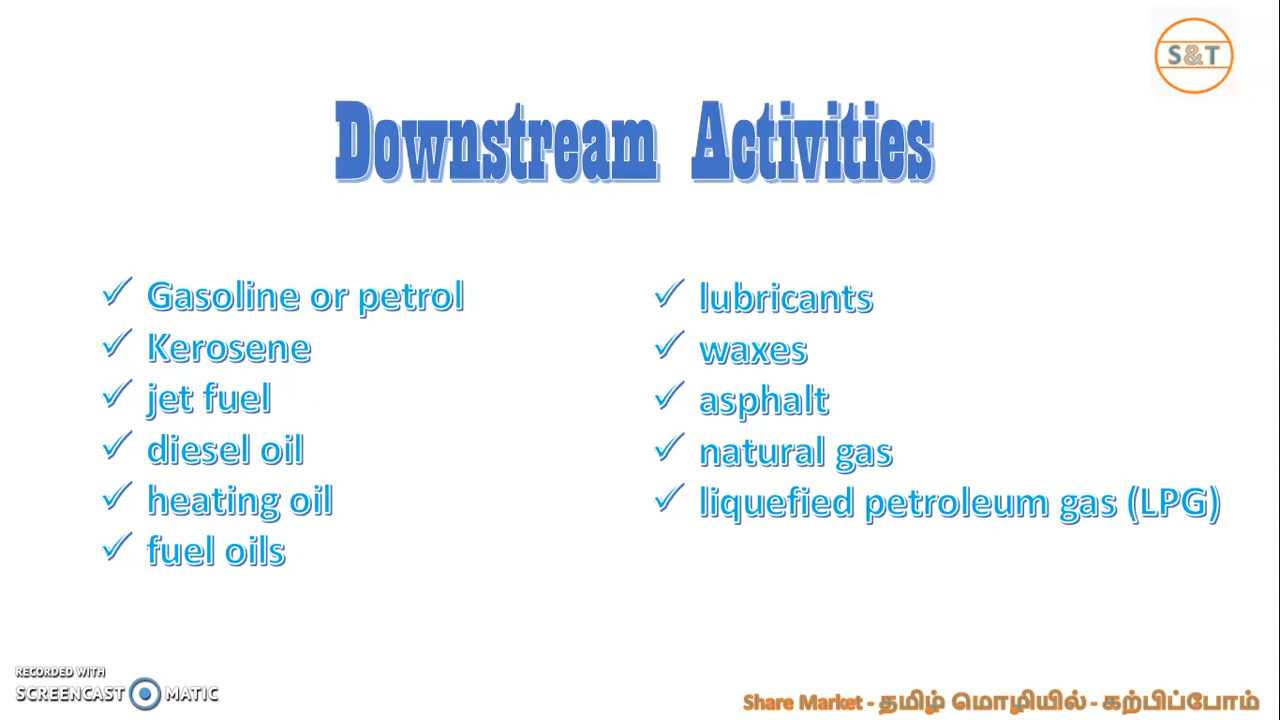 S&T
Downstream Activities
Gasoline or petrol
Kerosene
jet fuel
diesel oil
heating oil
fuel oils
lubricants
waxes
asphalt
natural gas
liquefied petroleum gas (LPG)
RECORDED WITH
SCREENCAST MATIC
Share Market - தமிழ் மொழியில் - கற்பிப்போம்